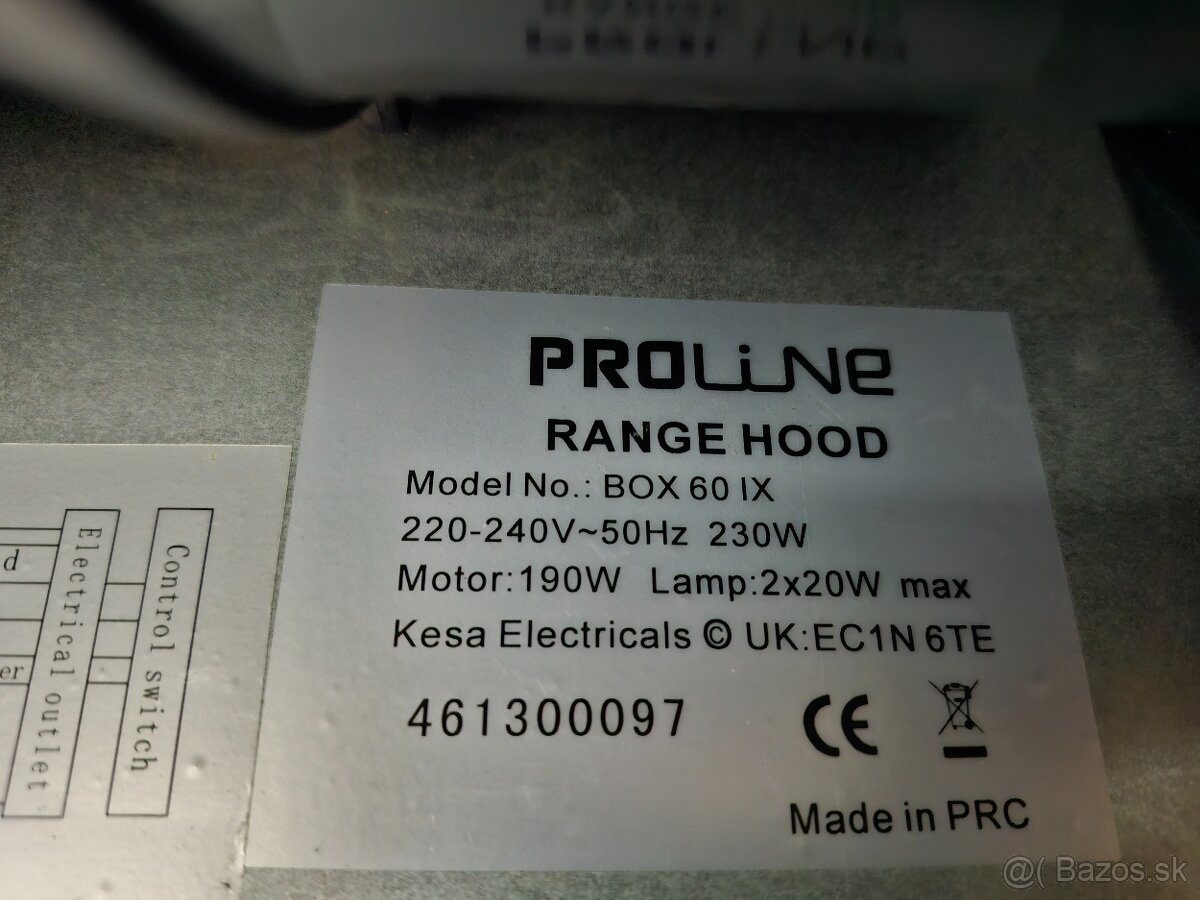 PROLiNe
RANGE HOOD
Model No.: BOX 60 IX
220-240V~50Hz 230W
Motor:190W Lamp:2x20W max
Kesa Electricals © UK:EC1N 6TE
461300097
CE
Made in PRC
d
er
Electrical outlet
Control switch
@( Bazos.sk